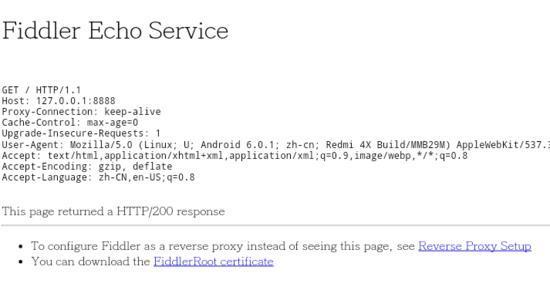 Fiddler Echo Service
GET / HTTP/1.1
Host: 127.0.0.1:8888
Proxy-Connection: keep-alive
Cache-Control: max-age=0
Upgrade-Insecure-Requests: 1
User-Agent: Mozilla/5.0 (Linux; U; Android 6.0.1; zh-cn; Redmi 4X Build/MMB29M) AppleWebKit/537.
Accept: text/html,application/xhtml+xml,application/xml;q=0.9,image/webp,*/*;q=0.8
Accept-Encoding: gzip, deflate
Accept-Language: zh-CN,en-US;q=0.8
This page returned a HTTP/200 response
• To configure Fiddler as a reverse proxy instead of seeing this page, see Reverse Proxy Setup
• You can download the FiddlerRoot certificate